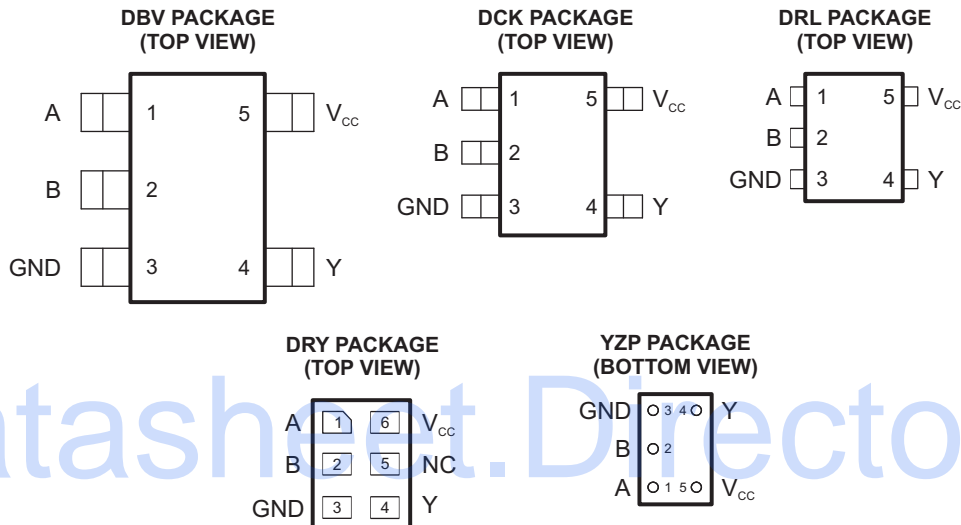 DBV PACKAGE
(TOP VIEW)
A 1 5 Vcc
B 2
GND 3 4 Y
DCK PACKAGE
(TOP VIEW)
A 1 5 Vcc
B 2
GND 3 4 Y
DRL PACKAGE
(TOP VIEW)
A 1 5 Vcc
B 2
GND 3 4 Y
DRY PACKAGE
(TOP VIEW)
A 1 6 Vcc
B 2 5 NC
GND 3 4 Y
YZP PACKAGE
(BOTTOM VIEW)
GND 3 4 Y
B 2
A 1 5 Vcc
atasheet.Directo